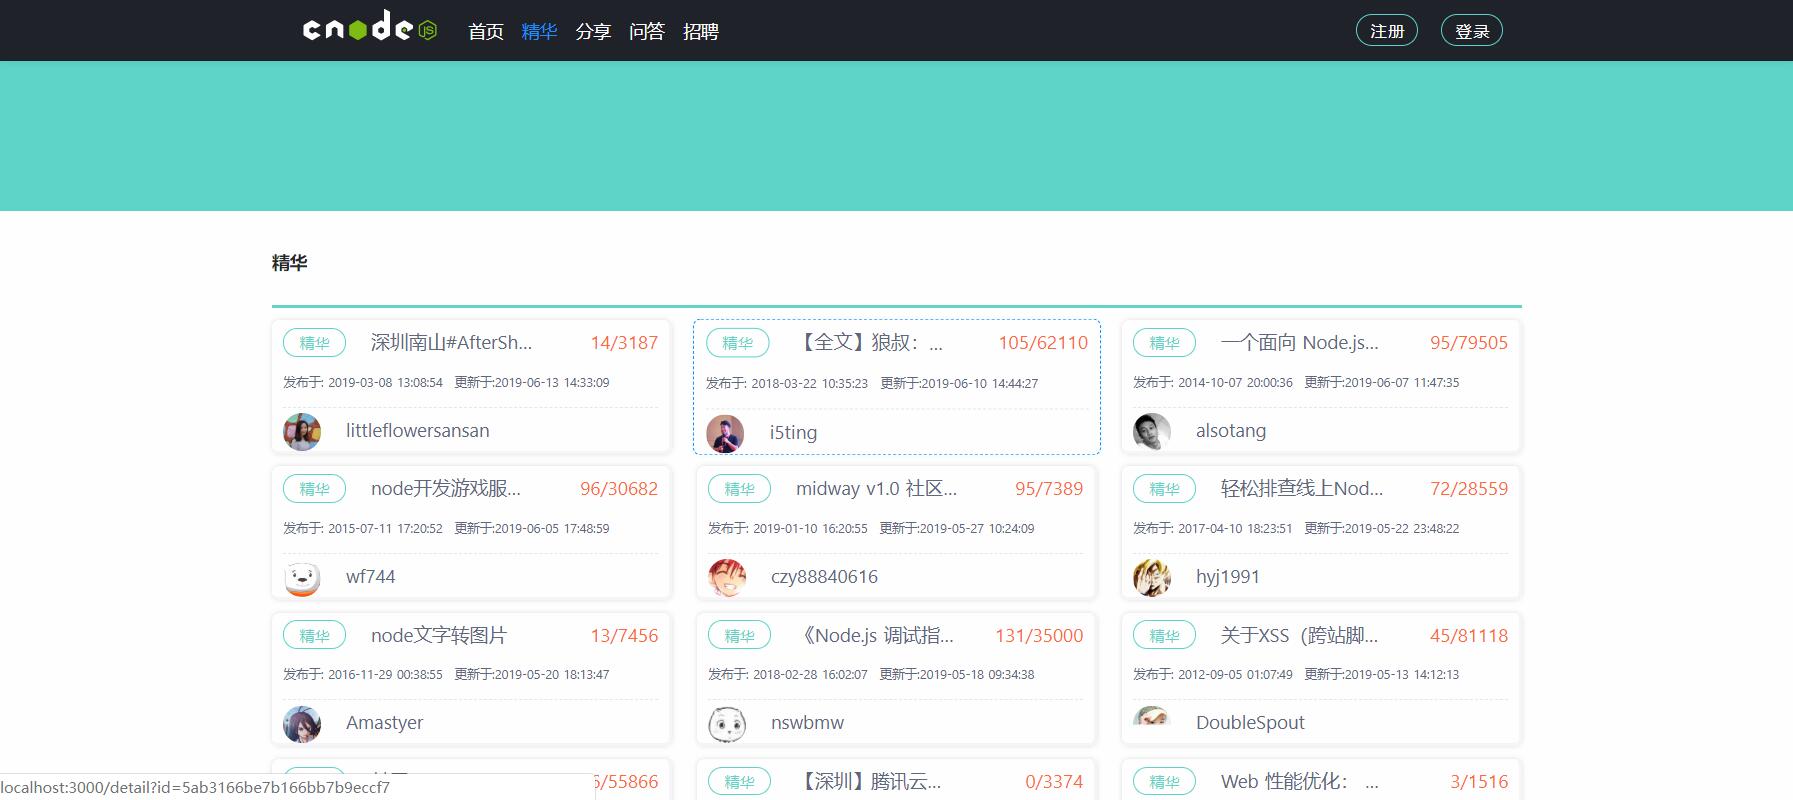 cnode JS 首页 精华 分享 问答 招聘 注册 登录
精华
精华 深圳南山#AfterSh... 14/3187
发布于: 2019-03-08 13:08:54 更新于:2019-06-13 14:33:09
littleflowersansan
精华 【全文】狼叔：... 105/62110
发布于: 2018-03-22 10:35:23 更新于:2019-06-10 14:44:27
i5ting
精华 一个面向 Node.js... 95/79505
发布于: 2014-10-07 20:00:36 更新于:2019-06-07 11:47:35
alsotang
精华 node开发游戏服... 96/30682
发布于: 2015-07-11 17:20:52 更新于:2019-06-05 17:48:59
wf744
精华 midway v1.0 社区... 95/7389
发布于: 2019-01-10 16:20:55 更新于:2019-05-27 10:24:09
czy88840616
精华 轻松排查线上Nod... 72/28559
发布于: 2017-04-10 18:23:51 更新于:2019-05-22 23:48:22
hyj1991
精华 node文字转图片 13/7456
发布于: 2016-11-29 00:38:55 更新于:2019-05-20 18:13:47
Amastyer
精华 《Node.js 调试指... 131/35000
发布于: 2018-02-28 16:02:07 更新于:2019-05-18 09:34:38
nswbmw
精华 关于XSS（跨站脚... 45/81118
发布于: 2012-09-05 01:07:49 更新于:2019-05-13 14:12:13
DoubleSpout
/55866
精华 【深圳】腾讯云... 0/3374
精华 Web 性能优化： ... 3/1516
localhost:3000/detail?id=5ab3166be7b166bb7b9eccf7